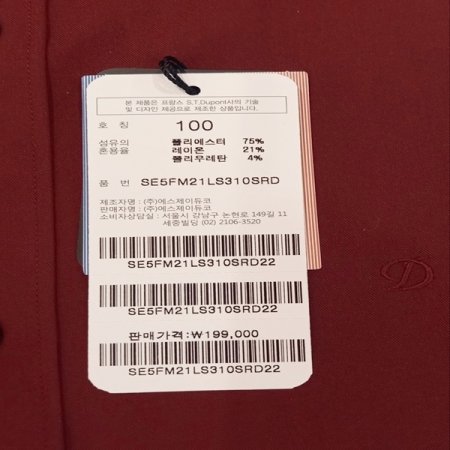 본 제품은 프랑스 S.T.Dupont사의 기술
및 디자인 제공으로 제조한 상품입니다
호 칭 100
섬유의 폴리에스터 75%
혼용율 레이온 21%
폴리우레탄 4%
품 번 SE5FM21LS310SRD
제조자명 : (주)에스제이듀코
판매자명 : (주)에스제이듀코
소비자상담실 : 서울시 강남구 논현로 149길 11
세종빌딩 (02) 2106-3520
SE5FM21LS310SRD22
SE5FM21LS310SRD22
판매가격:₩199,000
SE5FM21LS310SRD22
D